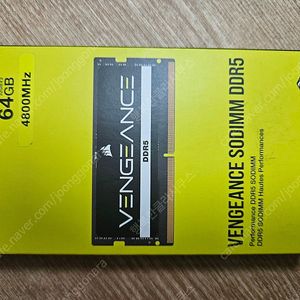 64GB
4800MHz
VENGEANCE
DDR5
VENGEANCE SODIMM DDR5
Performance DDR5 SODIMM
DDR5 SODIMM Hautes Performances